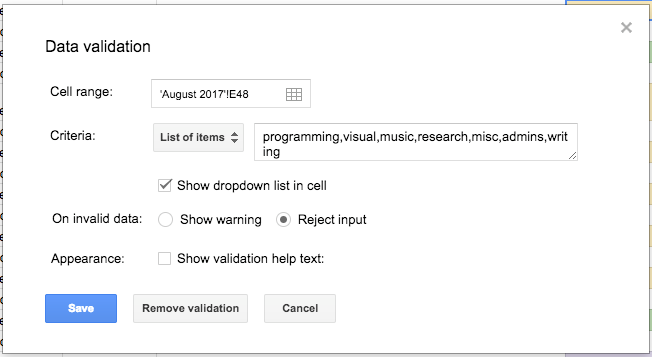 Data validation
Cell range: 'August 2017'!E48
Criteria: List of items programming,visual,music,research,misc,admins,writ
ing
Show dropdown list in cell
On invalid data: Show warning Reject input
Appearance: Show validation help text:
Save Remove validation Cancel